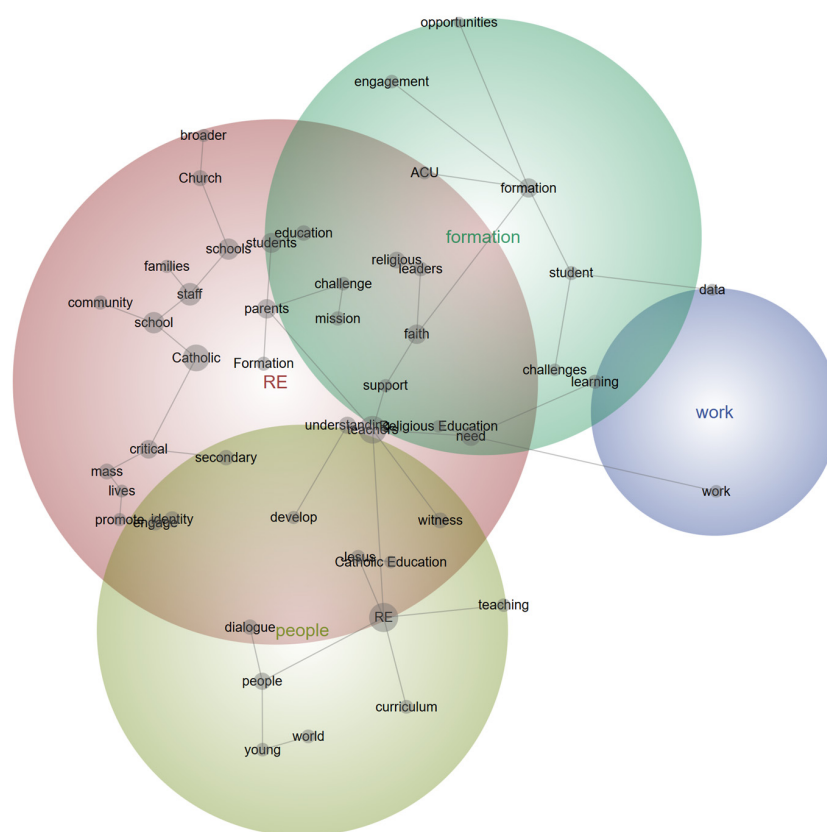 opportunities
engagement
broader
Church
ACU
formation
education
students
formation
schools
religious
leaders
families
student
challenge
staff
data
community
parents
school
mission
faith
Catholic
Formation
challenges
RE
support
learning
work
understanding
Religious Education
teachers
need
critical
secondary
mass
lives
work
promote
identity
engage
develop
witness
Jesus
Catholic Education
teaching
RE
dialogue
people
people
curriculum
world
young